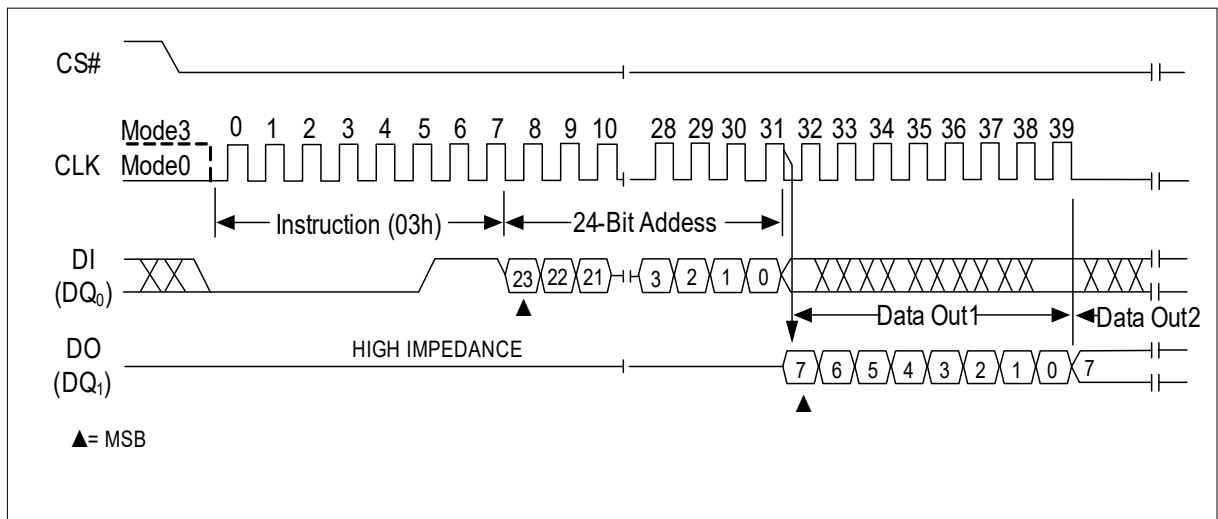 CS#
Mode3 0 1 2 3 4 5 6 7 8 9 10 28 29 30 31 32 33 34 35 36 37 38 39
CLK Mode0
Instruction (03h) 24-Bit Addess
DI
(DQ0) 23 22 21 3 2 1 0
Data Out1 Data Out2
DO HIGH IMPEDANCE
(DQ1) 7 6 5 4 3 2 1 0 7
▲= MSB